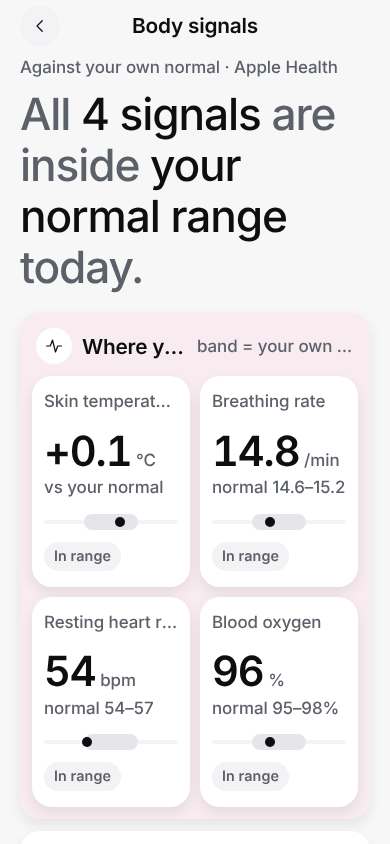 Body signals
Against your own normal · Apple Health
All 4 signals are
inside your
normal range
today.
Where y... band = your own ...
Skin temperat...
+0.1 °C
vs your normal
In range
Breathing rate
14.8 /min
normal 14.6–15.2
In range
Resting heart r...
54 bpm
normal 54–57
In range
Blood oxygen
96 %
normal 95–98%
In range